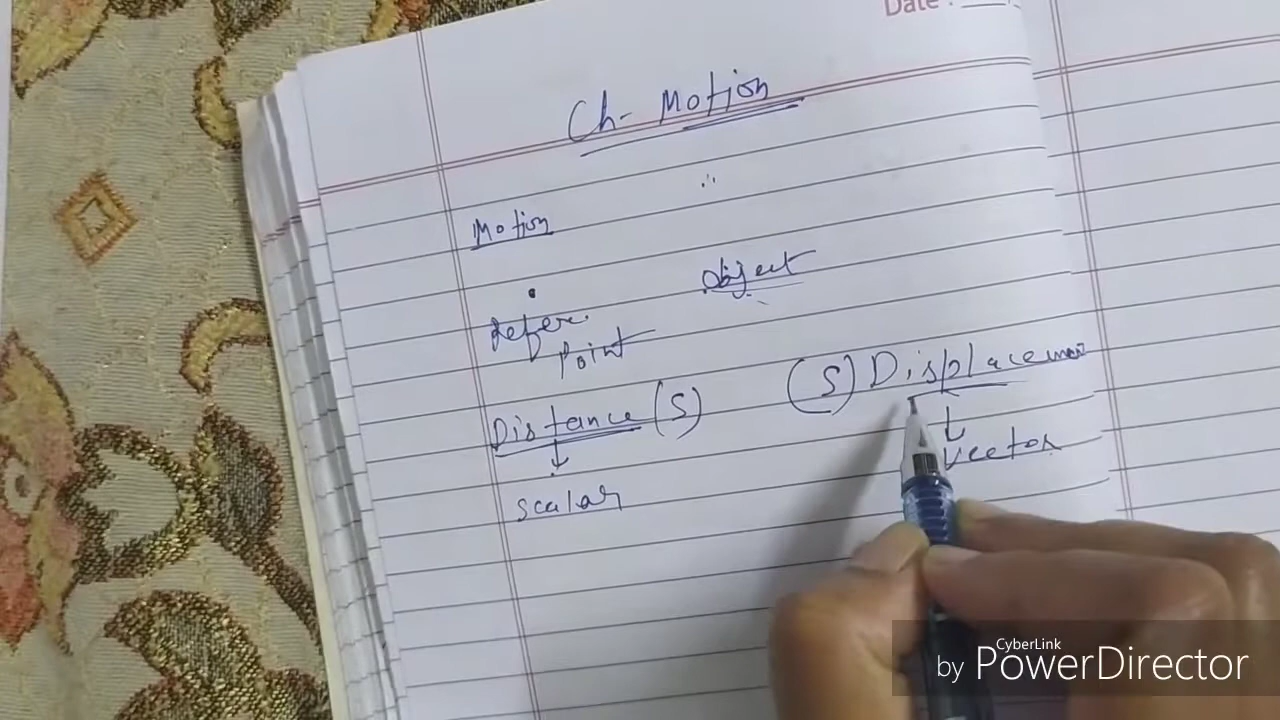 Date :
Ch- Motion
Motion
object
Refer.
Point
Distance (S)
(S) Displacement
scalar
vector
CyberLink
by PowerDirector